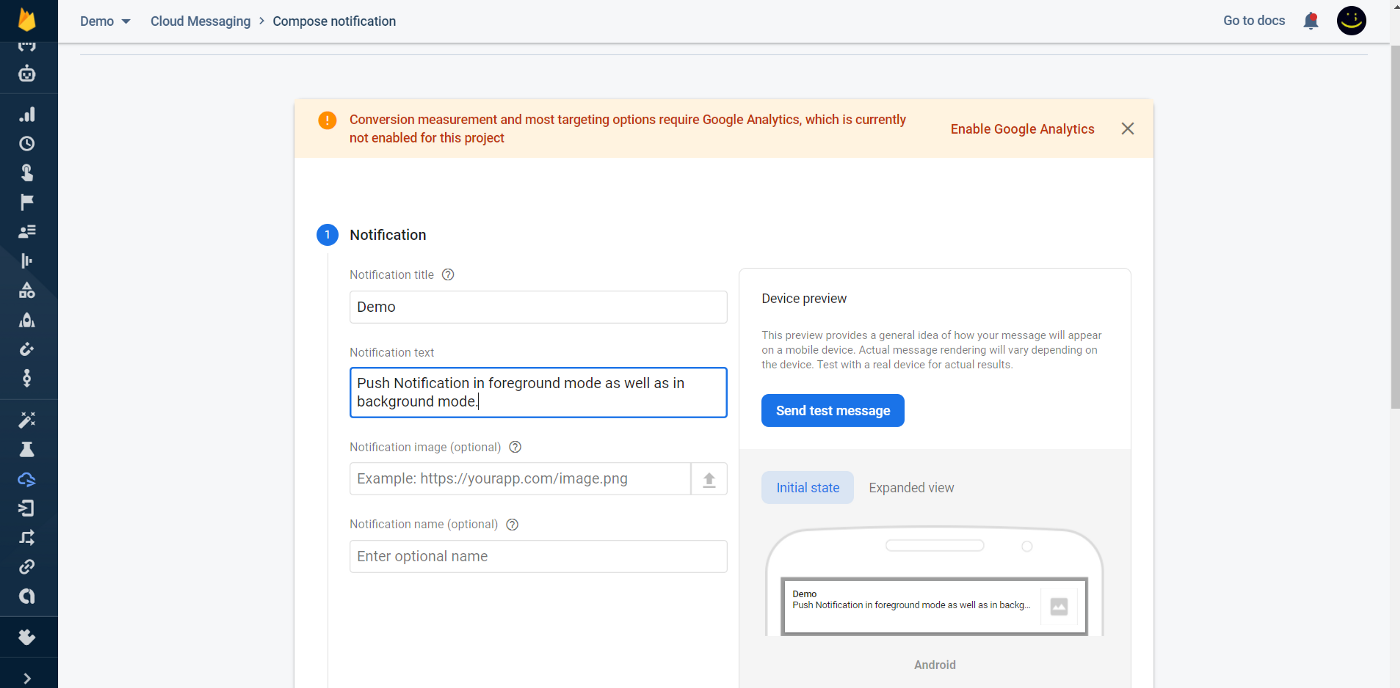 Demo
Cloud Messaging > Compose notification
Go to docs
Conversion measurement and most targeting options require Google Analytics, which is currently
not enabled for this project
Enable Google Analytics
1 Notification
Notification title
Demo
Notification text
Push Notification in foreground mode as well as in
background mode.
Notification image (optional)
Example: https://yourapp.com/image.png
Notification name (optional)
Enter optional name
Device preview
This preview provides a general idea of how your message will appear
on a mobile device. Actual message rendering will vary depending on
the device. Test with a real device for actual results.
Send test message
Initial state
Expanded view
Demo
Push Notification in foreground mode as well as in backg...
Android